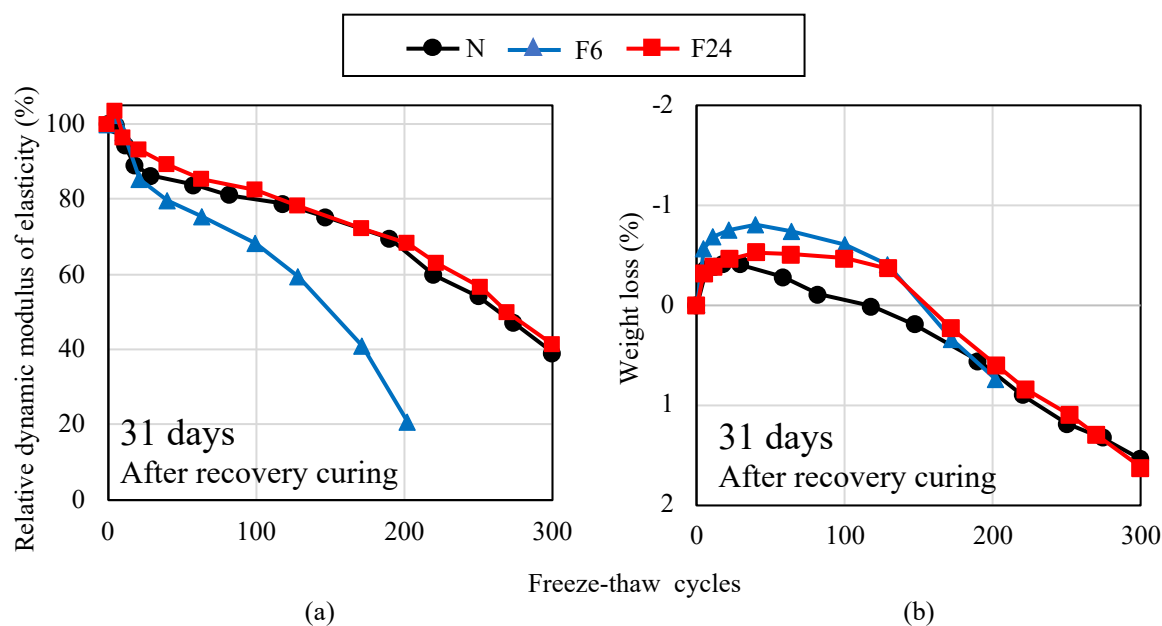 N F6 F24
Relative dynamic modulus of elasticity (%)
100
80
60
40
20
0
31 days
After recovery curing
0 100 200 300
Weight loss (%)
-2
-1
0
1
2
31 days
After recovery curing
0 100 200 300
Freeze-thaw cycles
(a) (b)